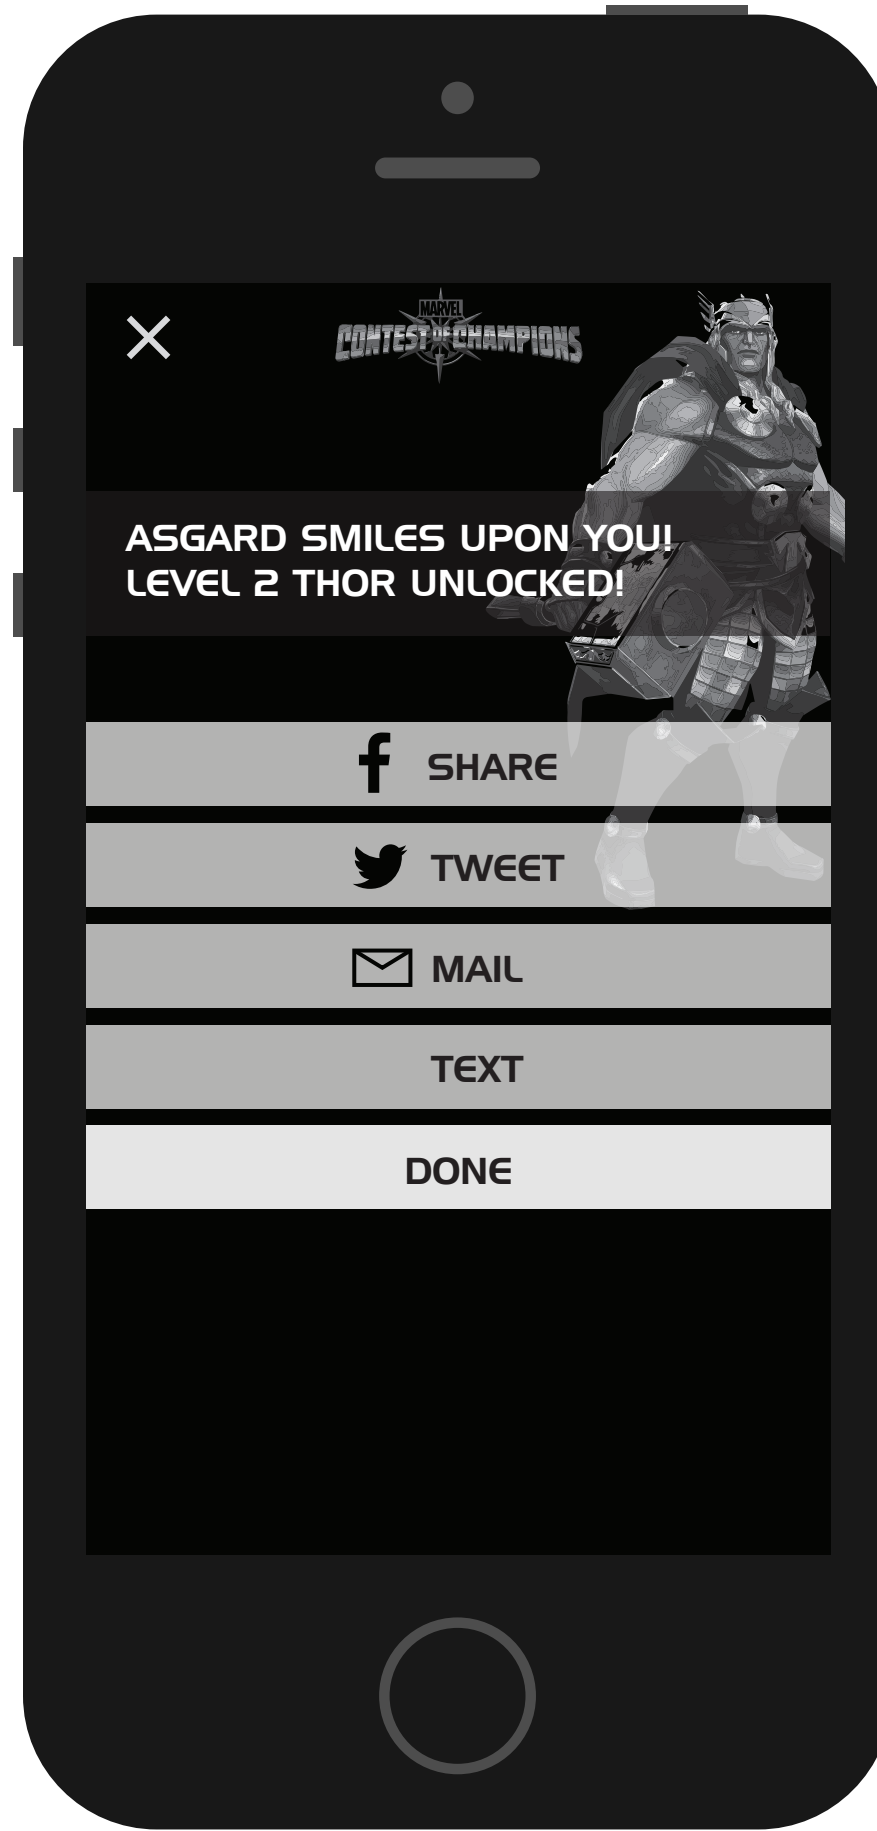 MARVEL
CONTEST OF CHAMPIONS
ASGARD SMILES UPON YOU!
LEVEL 2 THOR UNLOCKED!
SHARE
TWEET
MAIL
TEXT
DONE